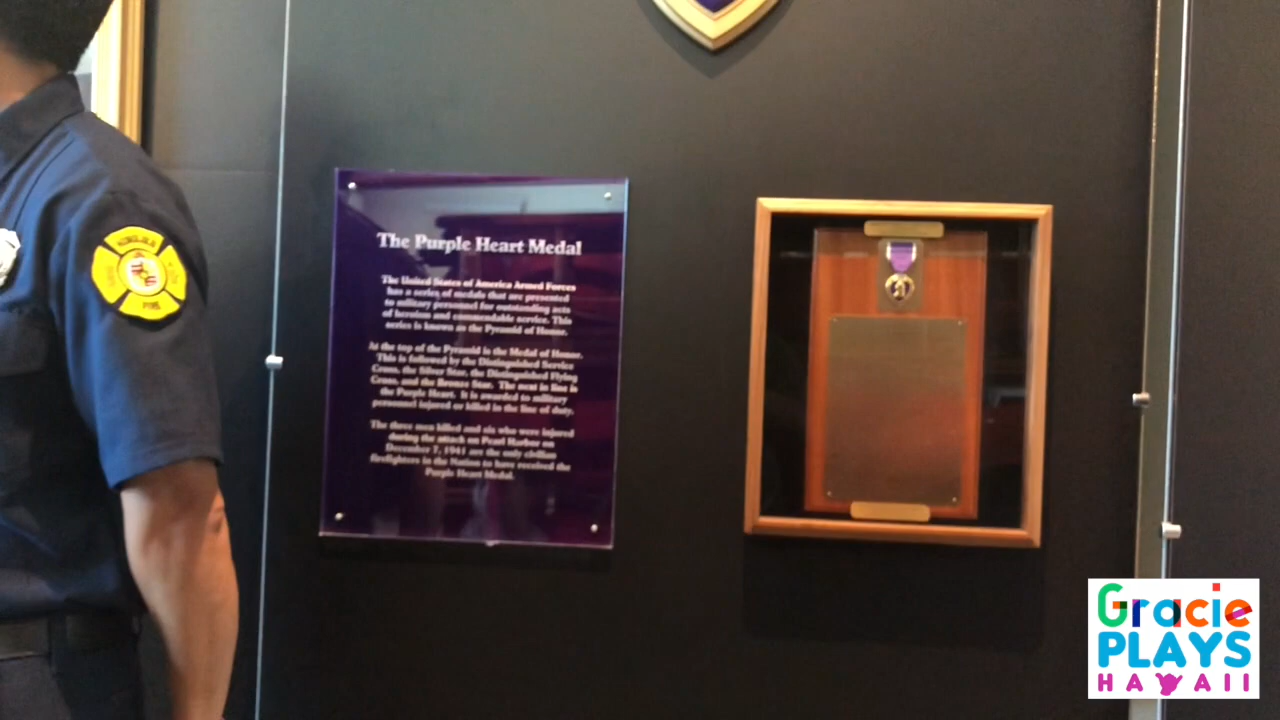 The Purple Heart Medal
The United States of America Armed Forces
has a series of medals that are presented
to military personnel for outstanding acts
of heroism and commendable service. This
series is known as the Pyramid of Honor.
At the top of the Pyramid is the Medal of Honor.
This is followed by the Distinguished Service
Cross, the Silver Star, the Distinguished Flying
Cross, and the Bronze Star. The next in line is
the Purple Heart. It is awarded to military
personnel injured or killed in the line of duty.
The three men killed and six who were injured
during the attack on Pearl Harbor on
December 7, 1941 are the only civilian
firefighters in the Nation to have received the
Purple Heart Medal.
FIRE
Gracie
PLAYS
HAWAII